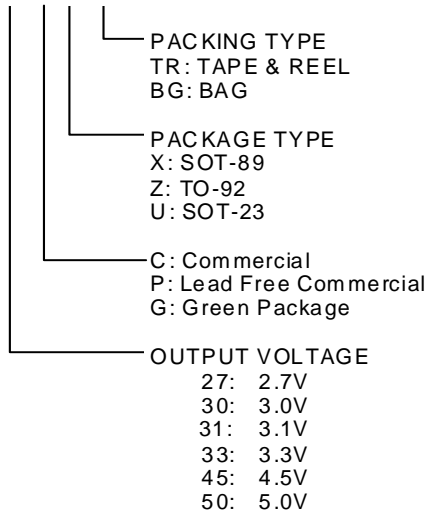 PACKING TYPE
TR: TAPE & REEL
BG: BAG
PACKAGE TYPE
X: SOT-89
Z: TO-92
U: SOT-23
C: Commercial
P: Lead Free Commercial
G: Green Package
OUTPUT VOLTAGE
27: 2.7V
30: 3.0V
31: 3.1V
33: 3.3V
45: 4.5V
50: 5.0V